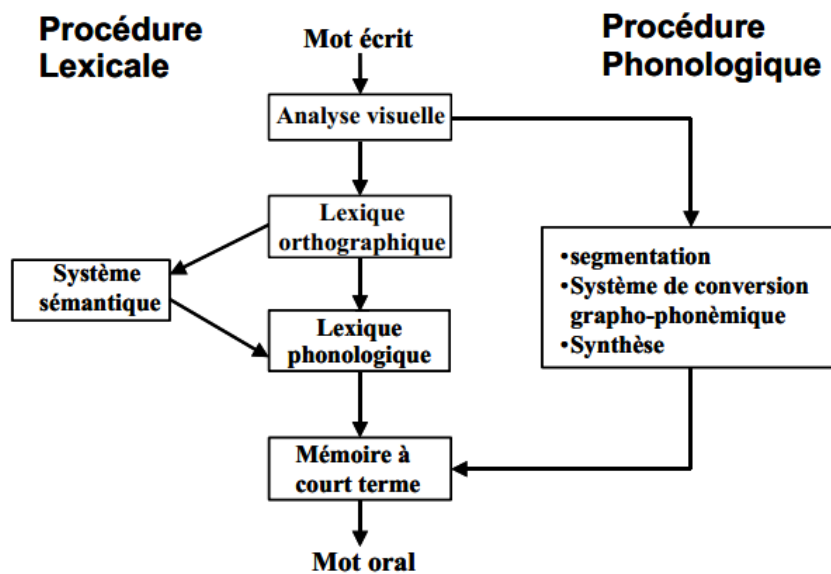 Procédure
Lexicale
Procédure
Phonologique
Mot écrit
Analyse visuelle
Lexique
orthographique
Système
sémantique
Lexique
phonologique
•segmentation
•Système de conversion
grapho-phonèmique
•Synthèse
Mémoire à
court terme
Mot oral